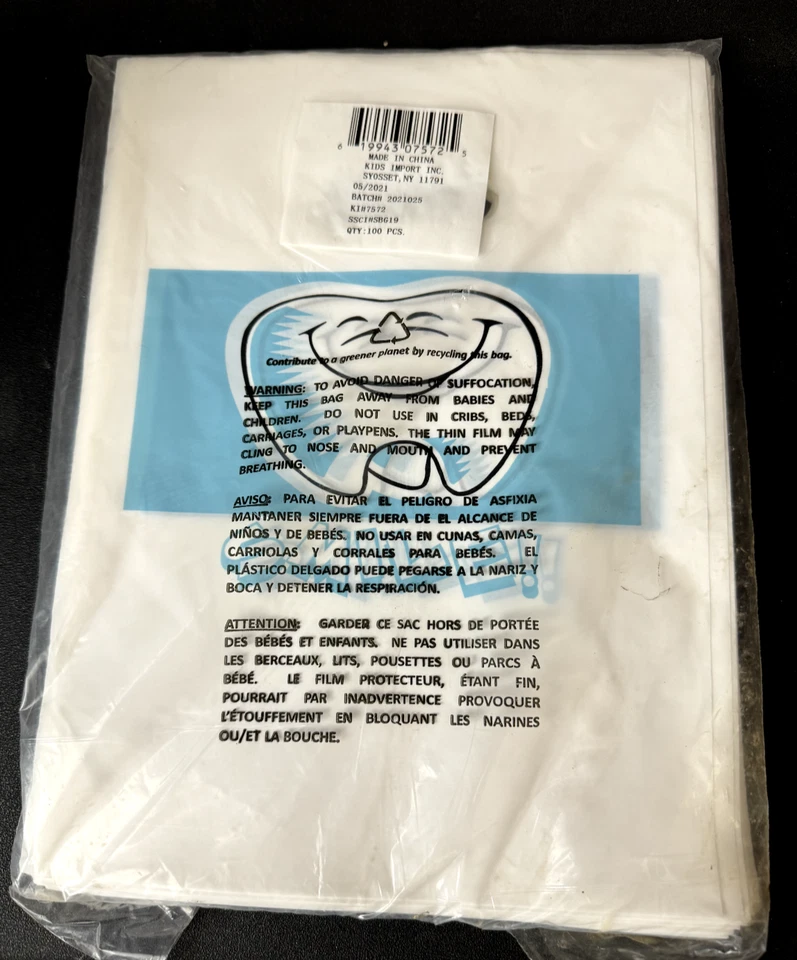 6 19943 07572 5
MADE IN CHINA
KIDS IMPORT INC.
SYOSSET, NY 11791
05/2021
BATCH# 2021025
KI#7572
SSCI#SBG19
QTY:100 PCS.
Contribute to a greener planet by recycling this bag.
WARNING: TO AVOID DANGER OF SUFFOCATION,
KEEP THIS BAG AWAY FROM BABIES AND
CHILDREN. DO NOT USE IN CRIBS, BEDS,
CARRIAGES, OR PLAYPENS. THE THIN FILM MAY
CLING TO NOSE AND MOUTH AND PREVENT
BREATHING.
AVISO: PARA EVITAR EL PELIGRO DE ASFIXIA
MANTANER SIEMPRE FUERA DE EL ALCANCE DE
NIÑOS Y DE BEBÉS. NO USAR EN CUNAS, CAMAS,
CARRIOLAS Y CORRALES PARA BEBÉS. EL
PLÁSTICO DELGADO PUEDE PEGARSE A LA NARIZ Y
BOCA Y DETENER LA RESPIRACIÓN.
SMILE!!
ATTENTION: GARDER CE SAC HORS DE PORTÉE
DES BÉBÉS ET ENFANTS. NE PAS UTILISER DANS
LES BERCEAUX, LITS, POUSETTES OU PARCS À
BÉBÉ. LE FILM PROTECTEUR, ÉTANT FIN,
POURRAIT PAR INADVERTENCE PROVOQUER
L'ÉTOUFFEMENT EN BLOQUANT LES NARINES
OU/ET LA BOUCHE.